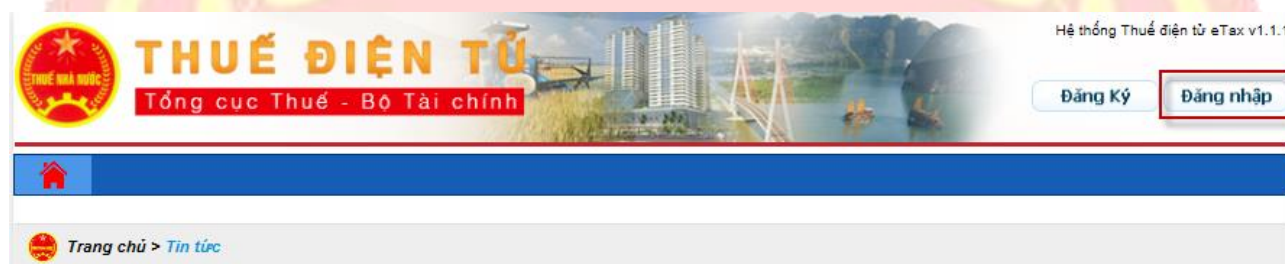 Hệ thống Thuế điện tử eTax v1.1.1
THUẾ NHÀ NƯỚC
THUẾ ĐIỆN TỬ
Tổng cục Thuế - Bộ Tài chính
Đăng Ký
Đăng nhập
Trang chủ > Tin tức